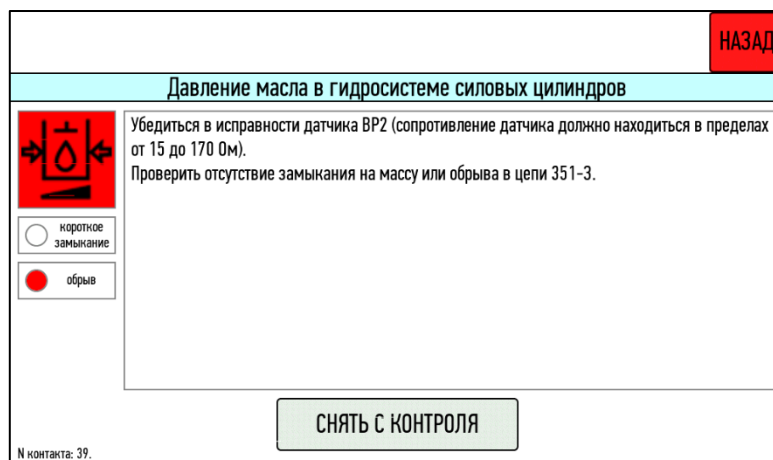 НАЗАД
Давление масла в гидросистеме силовых цилиндров
Убедиться в исправности датчика BP2 (сопротивление датчика должно находиться в пределах
от 15 до 170 Ом).
Проверить отсутствие замыкания на массу или обрыва в цепи 351-3.
короткое
замыкание
обрыв
СНЯТЬ С КОНТРОЛЯ
N контакта: 39.